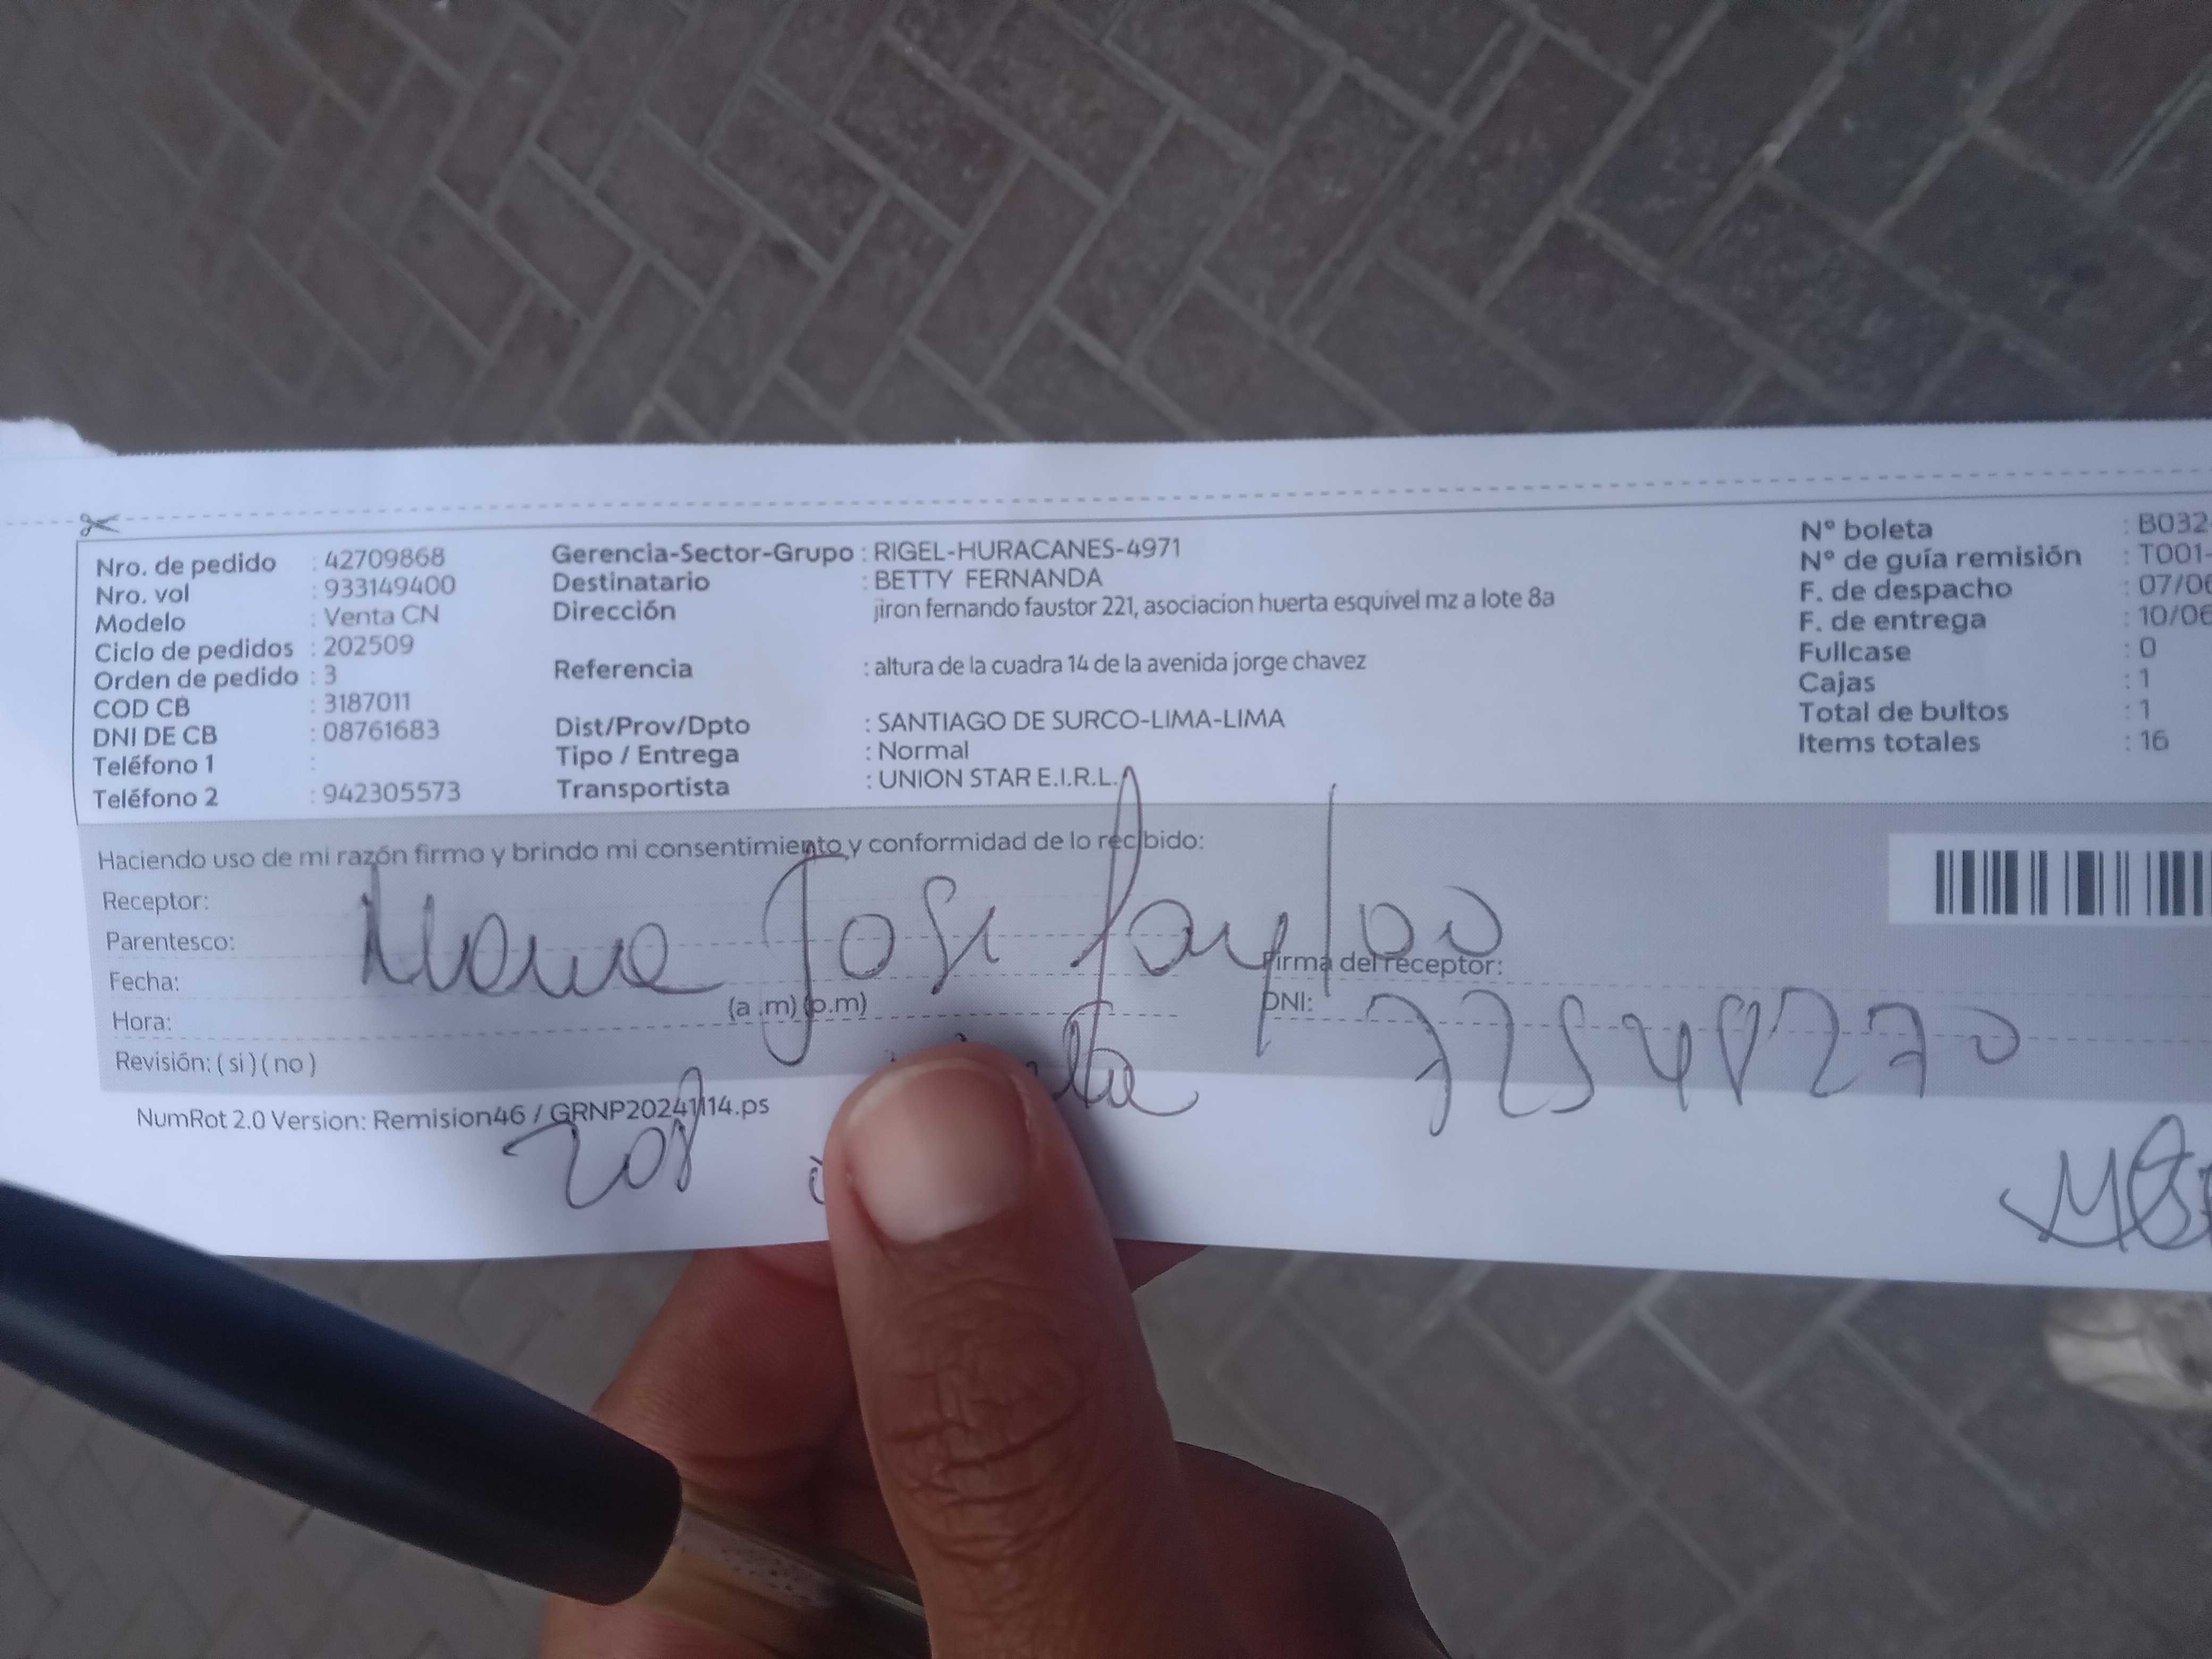 Nro. de pedido : 42709868
Nro. vol : 933149400
Modelo : Venta CN
Ciclo de pedidos : 202509
Orden de pedido : 3
COD CB : 3187011
DNI DE CB : 08761683
Teléfono 1 :
Teléfono 2 : 942305573
Gerencia-Sector-Grupo : RIGEL-HURACANES-4971
Destinatario : BETTY FERNANDA
Dirección jiron fernando faustor 221, asociacion huerta esquivel mz a lote 8a
Referencia : altura de la cuadra 14 de la avenida jorge chavez
Dist/Prov/Dpto : SANTIAGO DE SURCO-LIMA-LIMA
Tipo / Entrega : Normal
Transportista : UNION STAR E.I.R.L.
N° boleta : B032-
N° de guía remisión : T001-
F. de despacho : 07/06
F. de entrega : 10/06
Fullcase : 0
Cajas : 1
Total de bultos : 1
Items totales : 16
Haciendo uso de mi razón firmo y brindo mi consentimiento y conformidad de lo recibido:
Receptor:
Parentesco:
Fecha:
Hora: (a .m) (p.m)
Revisión: ( si ) ( no )
Jose
Firma del receptor:
DNI: 72548270
NumRot 2.0 Version: Remision46 / GRNP20241114.ps
208